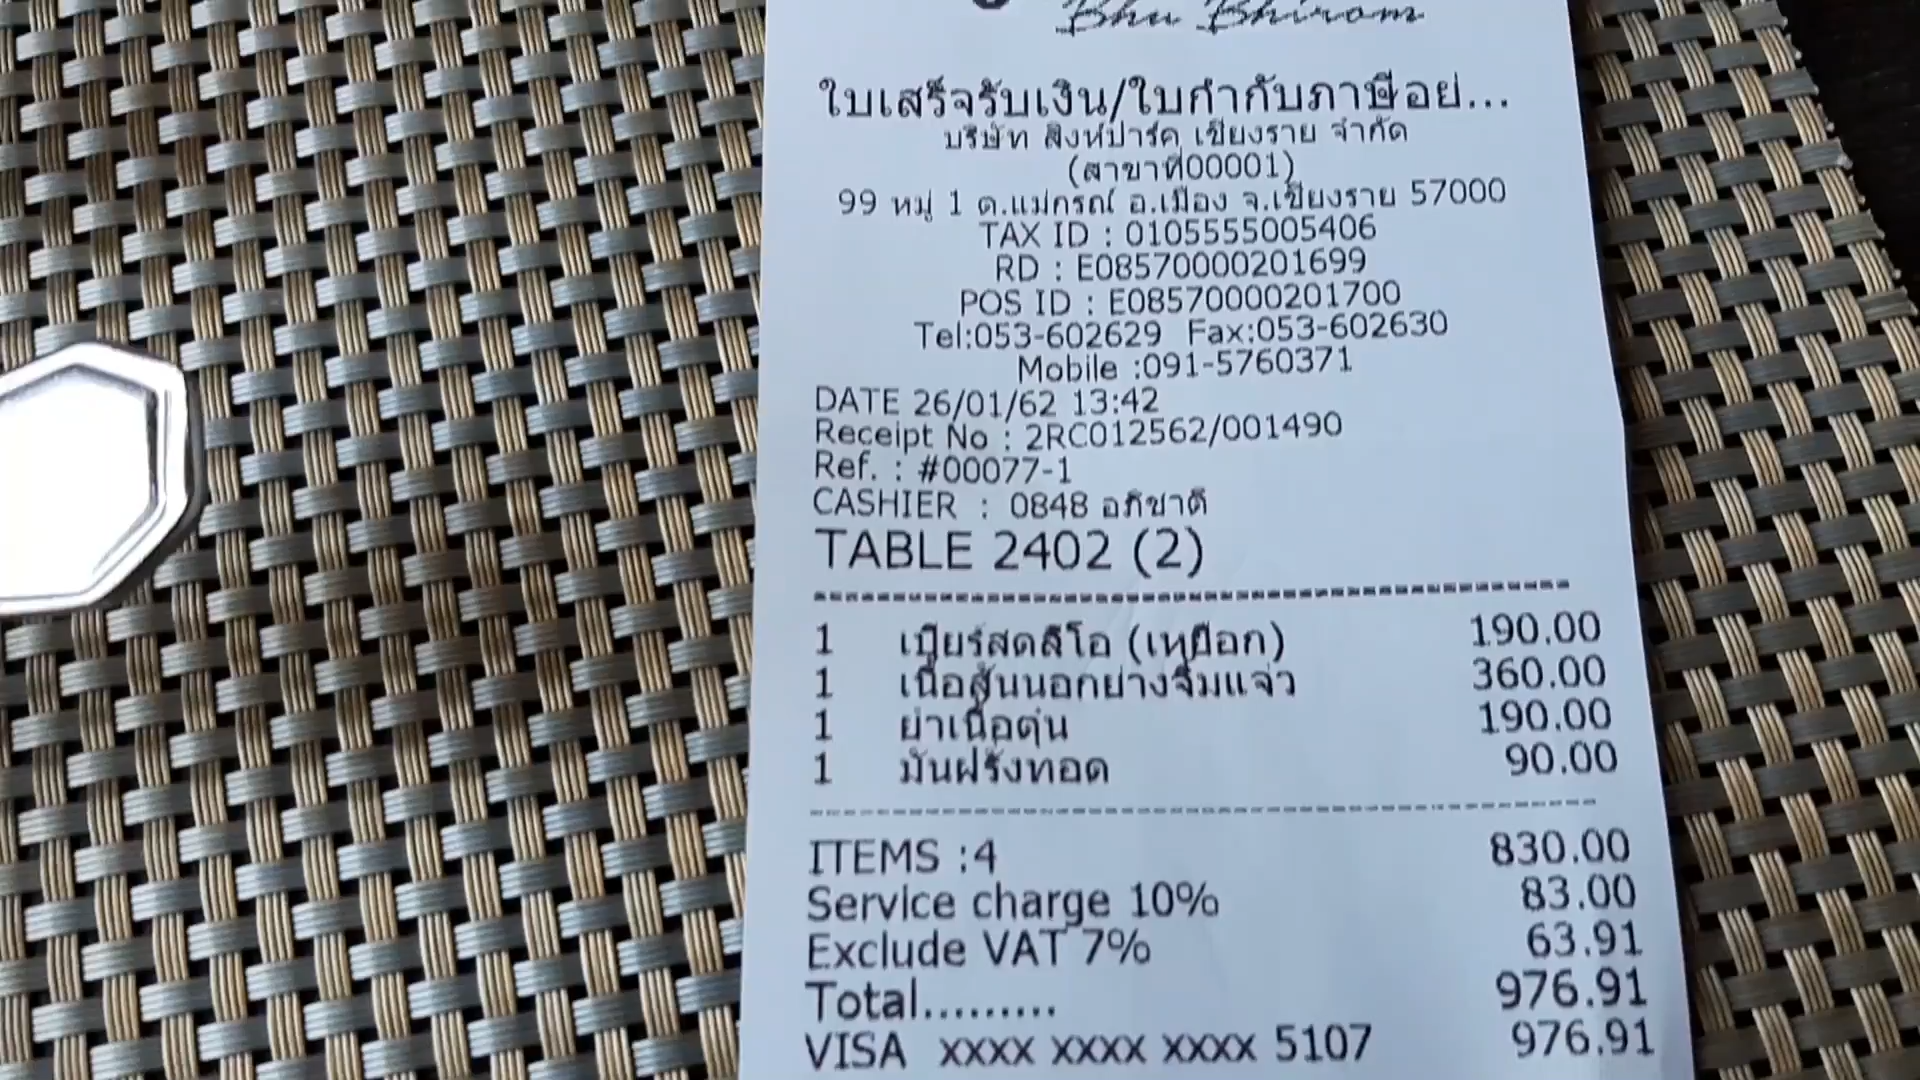 Bhu Bhirom
ใบเสร็จรับเงิน/ใบกำกับภาษีอย่...
บริษัท สิงห์ปาร์ค เชียงราย จำกัด
(สาขาที่00001)
99 หมู่ 1 ต.แม่กรณ์ อ.เมือง จ.เชียงราย 57000
TAX ID : 0105555005406
RD : E08570000201699
POS ID : E08570000201700
Tel:053-602629 Fax:053-602630
Mobile :091-5760371
DATE 26/01/62 13:42
Receipt No : 2RC012562/001490
Ref. : #00077-1
CASHIER : 0848 อภิชาติ
TABLE 2402 (2)
1 เบียร์สดลีโอ (เหยือก) 190.00
1 เนื้อสันนอกย่างจิ้มแจ่ว 360.00
1 ยำเนื้อตุ๋น 190.00
1 มันฝรั่งทอด 90.00
ITEMS :4 830.00
Service charge 10% 83.00
Exclude VAT 7% 63.91
Total......... 976.91
VISA xxxx xxxx xxxx 5107 976.91